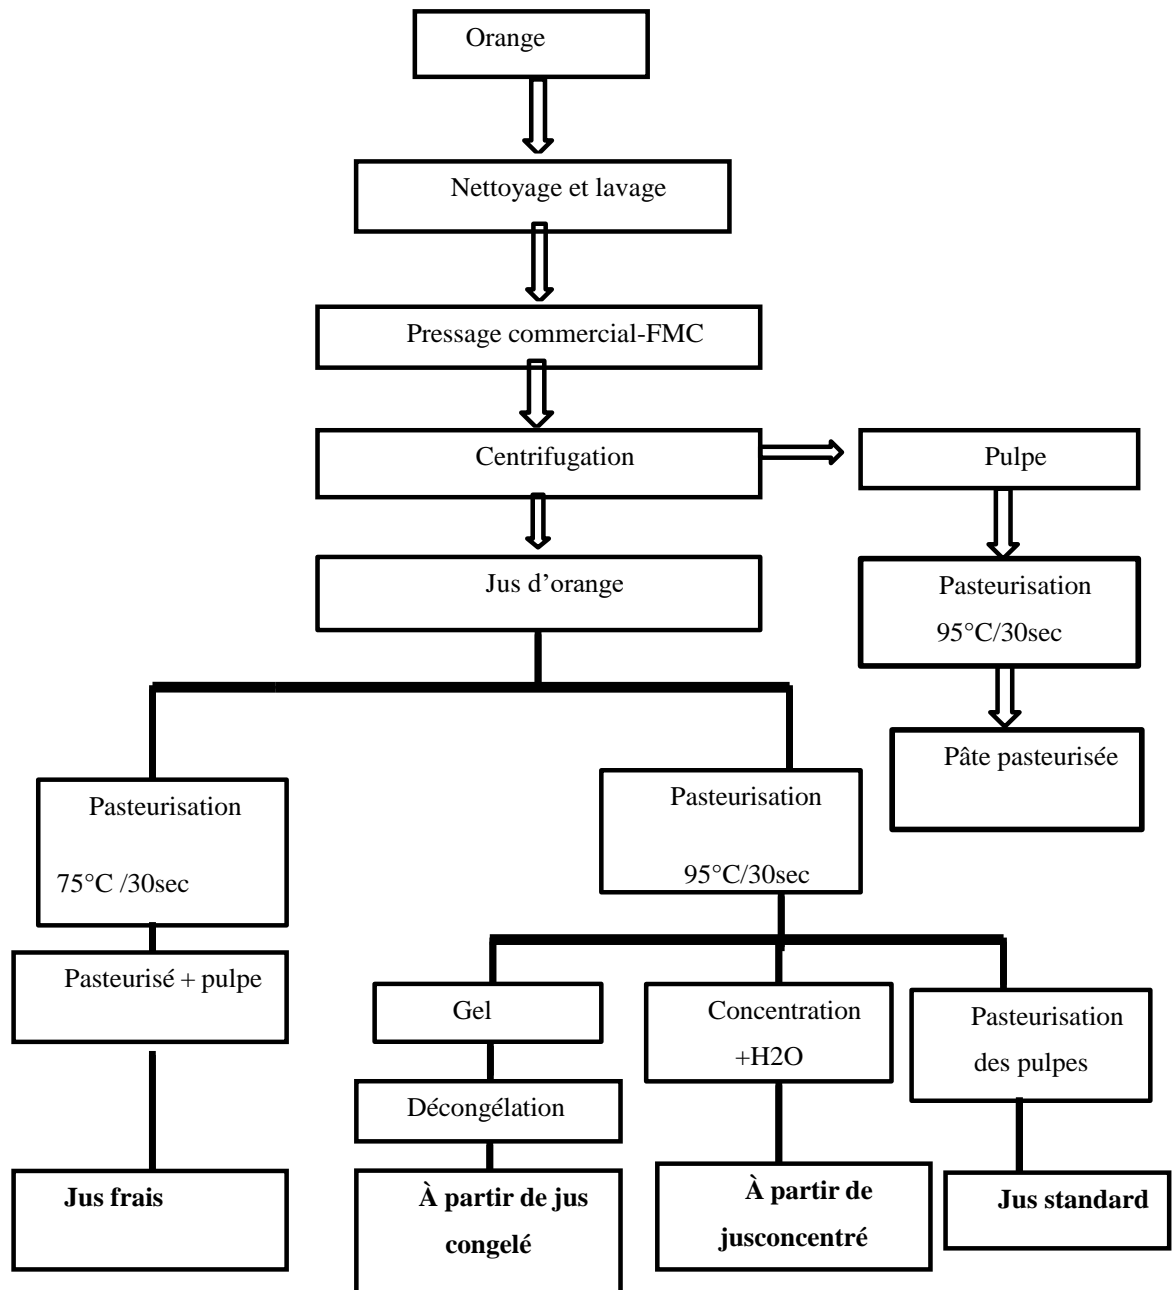 Orange
Nettoyage et lavage
Pressage commercial-FMC
Centrifugation
Pulpe
Jus d’orange
Pasteurisation
95°C/30sec
Pâte pasteurisée
Pasteurisation
75°C /30sec
Pasteurisation
95°C/30sec
Pasteurisé + pulpe
Gel
Concentration
+H2O
Pasteurisation
des pulpes
Décongélation
Jus frais
À partir de jus
congelé
À partir de
jusconcentré
Jus standard